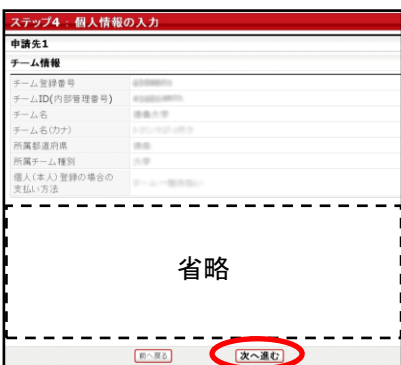 ステップ4：個人情報の入力
申請先1
チーム情報
チーム登録番号
チームID(内部管理番号)
チーム名
チーム名(カナ)
所属都道府県
所属チーム種別
個人(本人)登録の場合の
支払い方法
省略
前へ戻る
次へ進む